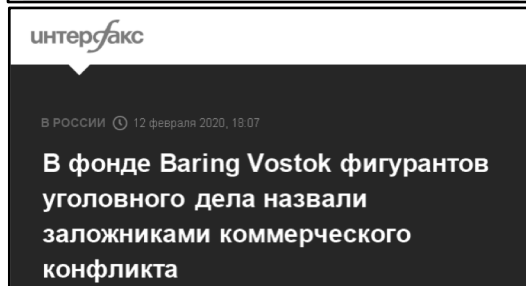 интерфакс
В РОССИИ 12 февраля 2020, 18:07
В фонде Baring Vostok фигурантов
уголовного дела назвали
заложниками коммерческого
конфликта